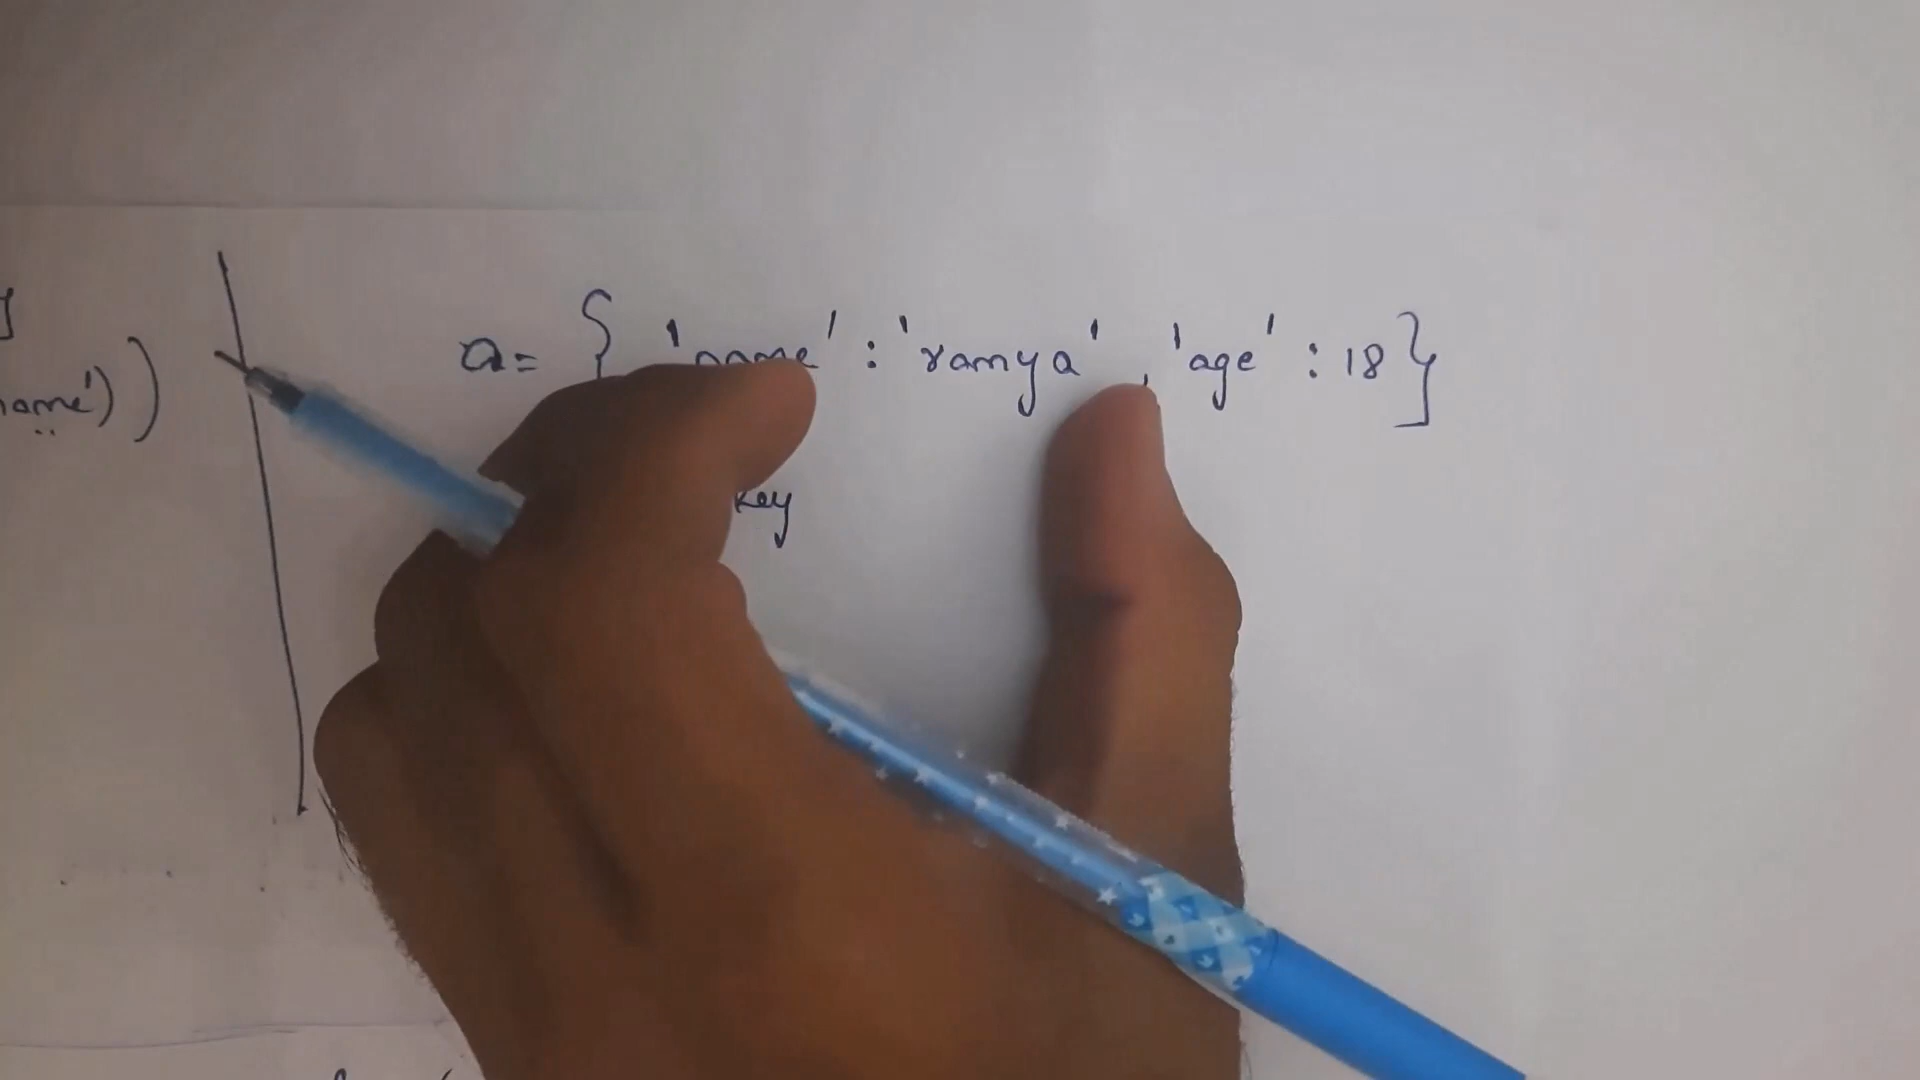 a= { 'name' : 'ramya' , 'age' : 18}
name'))
key